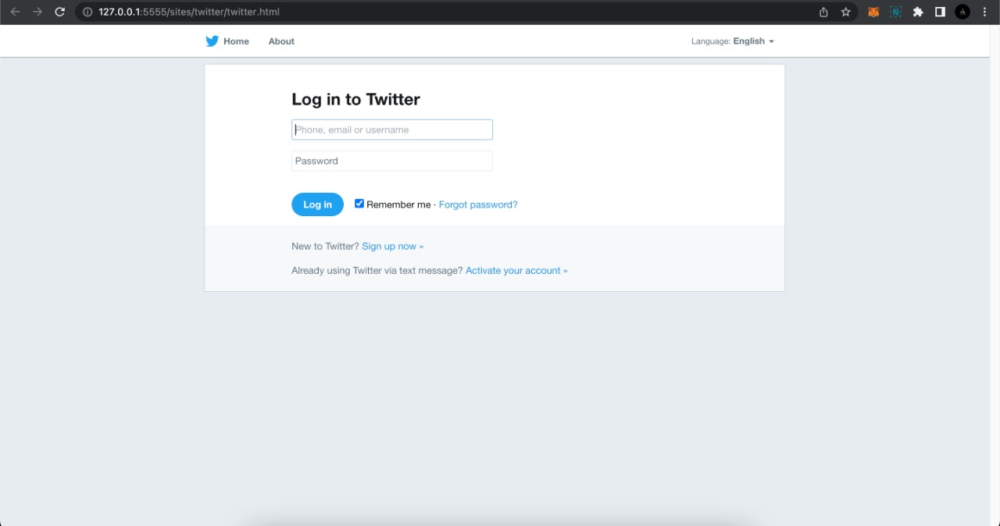 127.0.0.1:5555/sites/twitter/twitter.html
Home About Language: English
Log in to Twitter
Phone, email or username
Password
Log in Remember me · Forgot password?
New to Twitter? Sign up now »
Already using Twitter via text message? Activate your account »